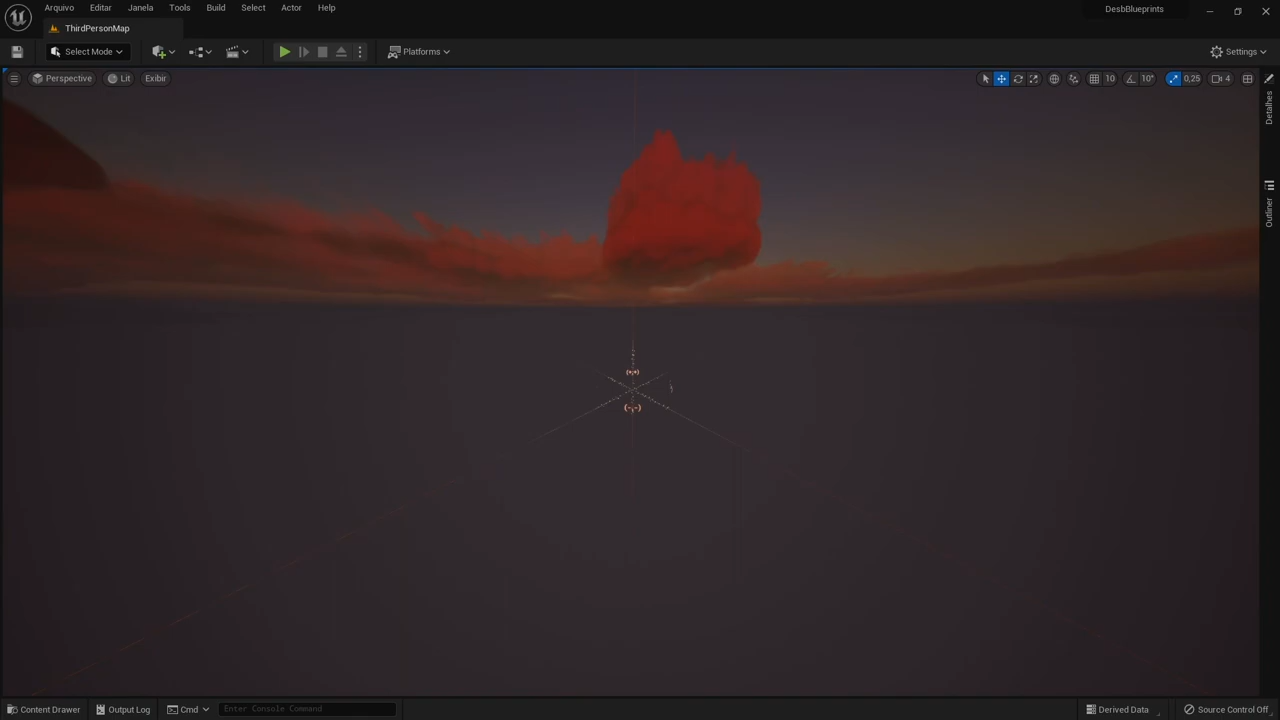 Arquivo Editar Janela Tools Build Select Actor Help DesbBlueprints
ThirdPersonMap
Select Mode Platforms Settings
Perspective Lit Exibir 10 10° 0,25 4
Detalhes
Outliner
Content Drawer Output Log Cmd Enter Console Command Derived Data Source Control Off